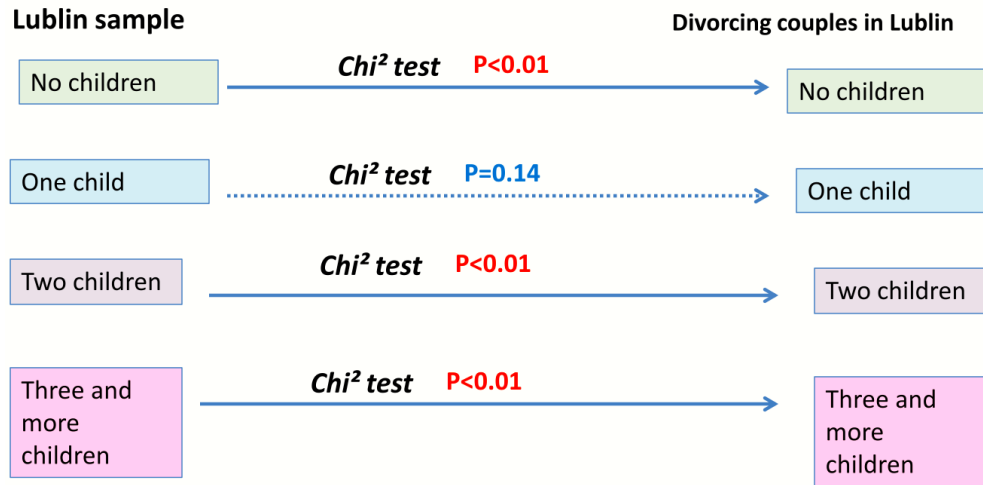 Lublin sample
Divorcing couples in Lublin
Chi² test P<0.01
No children
No children
Chi² test P=0.14
One child
One child
Chi² test P<0.01
Two children
Two children
Chi² test P<0.01
Three and
more
children
Three and
more
children